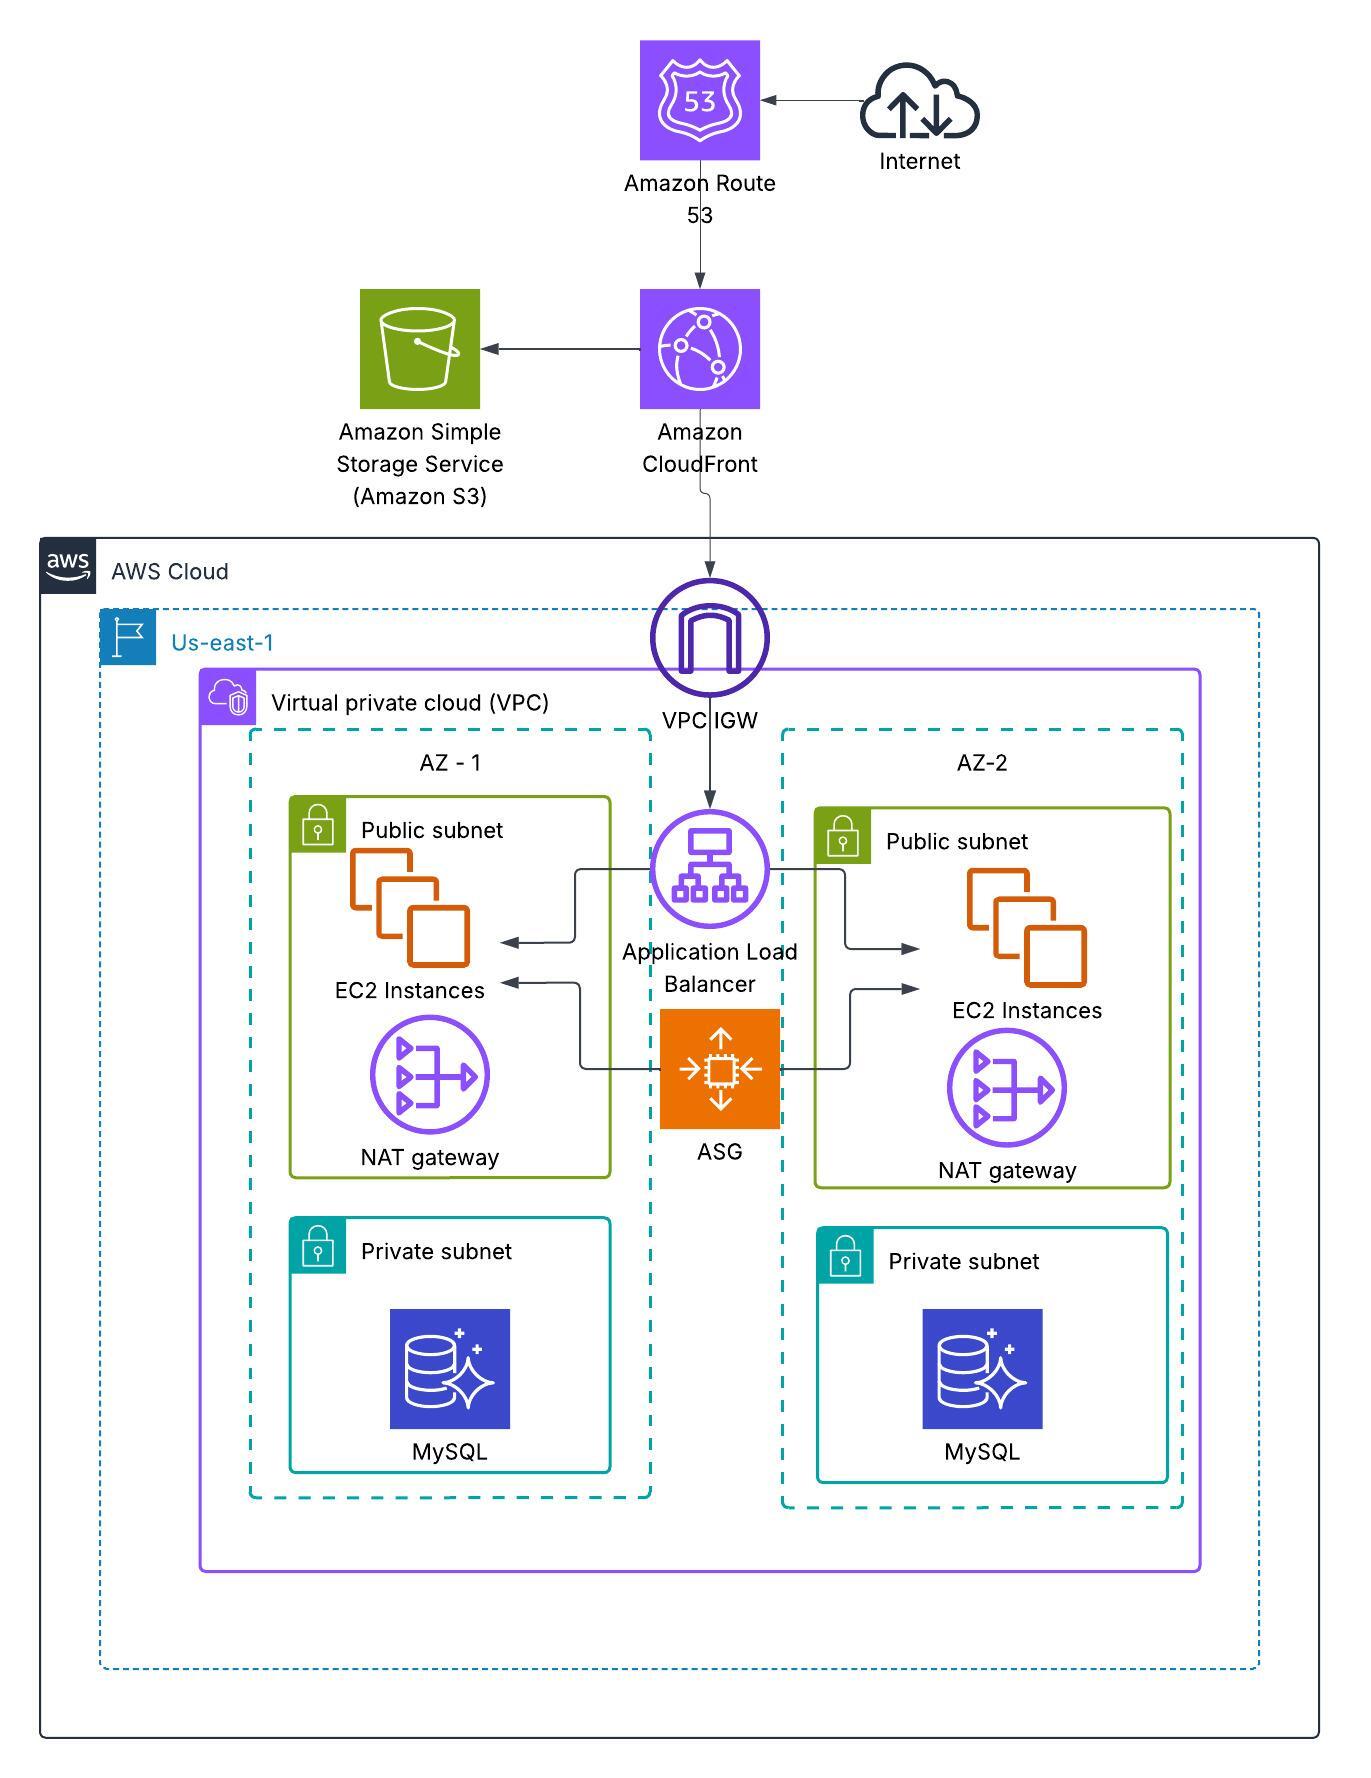 53
Internet
Amazon Route
53
Amazon Simple
Storage Service
(Amazon S3)
Amazon
CloudFront
aws
AWS Cloud
Us-east-1
Virtual private cloud (VPC)
VPC IGW
AZ - 1
AZ-2
Public subnet
Public subnet
Application Load
Balancer
EC2 Instances
EC2 Instances
ASG
NAT gateway
NAT gateway
Private subnet
Private subnet
MySQL
MySQL